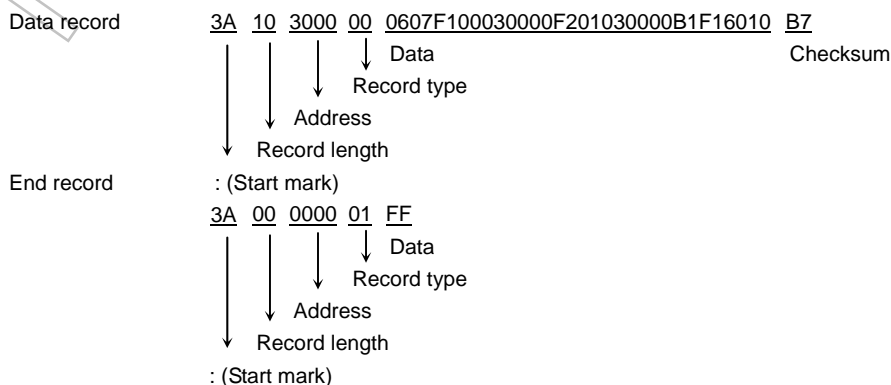 Data record 3A 10 3000 00 0607F100030000F201030000B1F16010 B7
Data Checksum
Record type
Address
Record length
End record : (Start mark)
3A 00 0000 01 FF
Data
Record type
Address
Record length
: (Start mark)